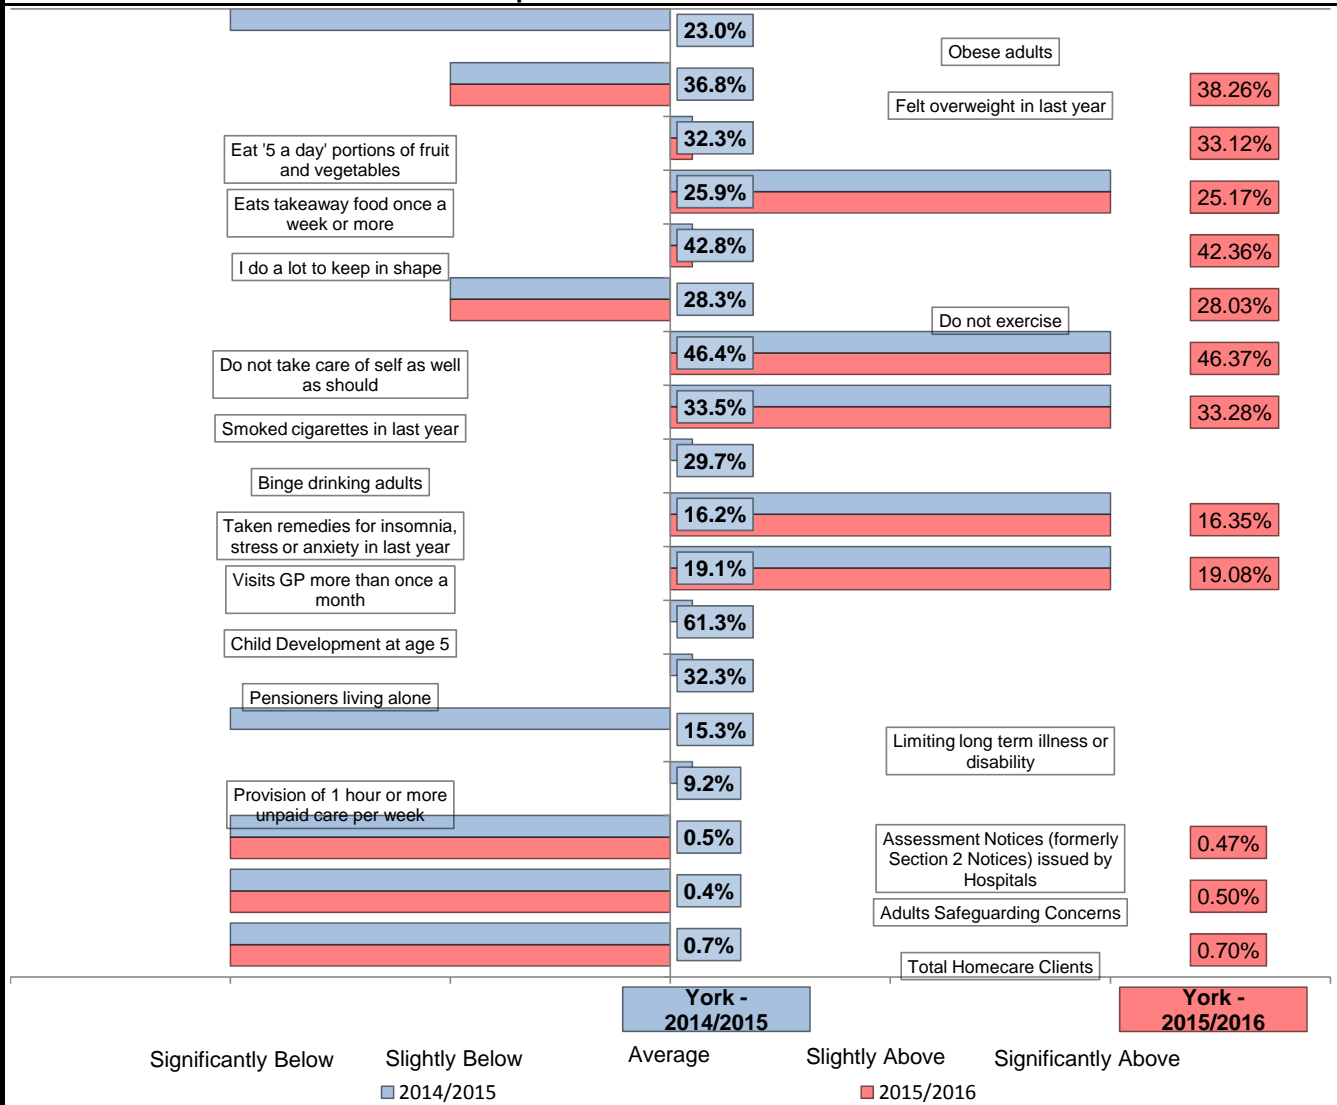 23.0%
Obese adults
36.8%
38.26%
Felt overweight in last year
32.3%
33.12%
Eat '5 a day' portions of fruit
and vegetables
25.9%
25.17%
Eats takeaway food once a
week or more
42.8%
42.36%
I do a lot to keep in shape
28.3%
28.03%
Do not exercise
46.4%
46.37%
Do not take care of self as well
as should
33.5%
33.28%
Smoked cigarettes in last year
29.7%
Binge drinking adults
16.2%
16.35%
Taken remedies for insomnia,
stress or anxiety in last year
19.1%
19.08%
Visits GP more than once a
month
61.3%
Child Development at age 5
32.3%
Pensioners living alone
15.3%
Limiting long term illness or
disability
9.2%
Provision of 1 hour or more
unpaid care per week
0.5%
Assessment Notices (formerly
Section 2 Notices) issued by
Hospitals
0.47%
0.4%
0.50%
Adults Safeguarding Concerns
0.7%
0.70%
Total Homecare Clients
York -
2014/2015
York -
2015/2016
Significantly Below
Slightly Below
Average
Slightly Above
Significantly Above
2014/2015
2015/2016